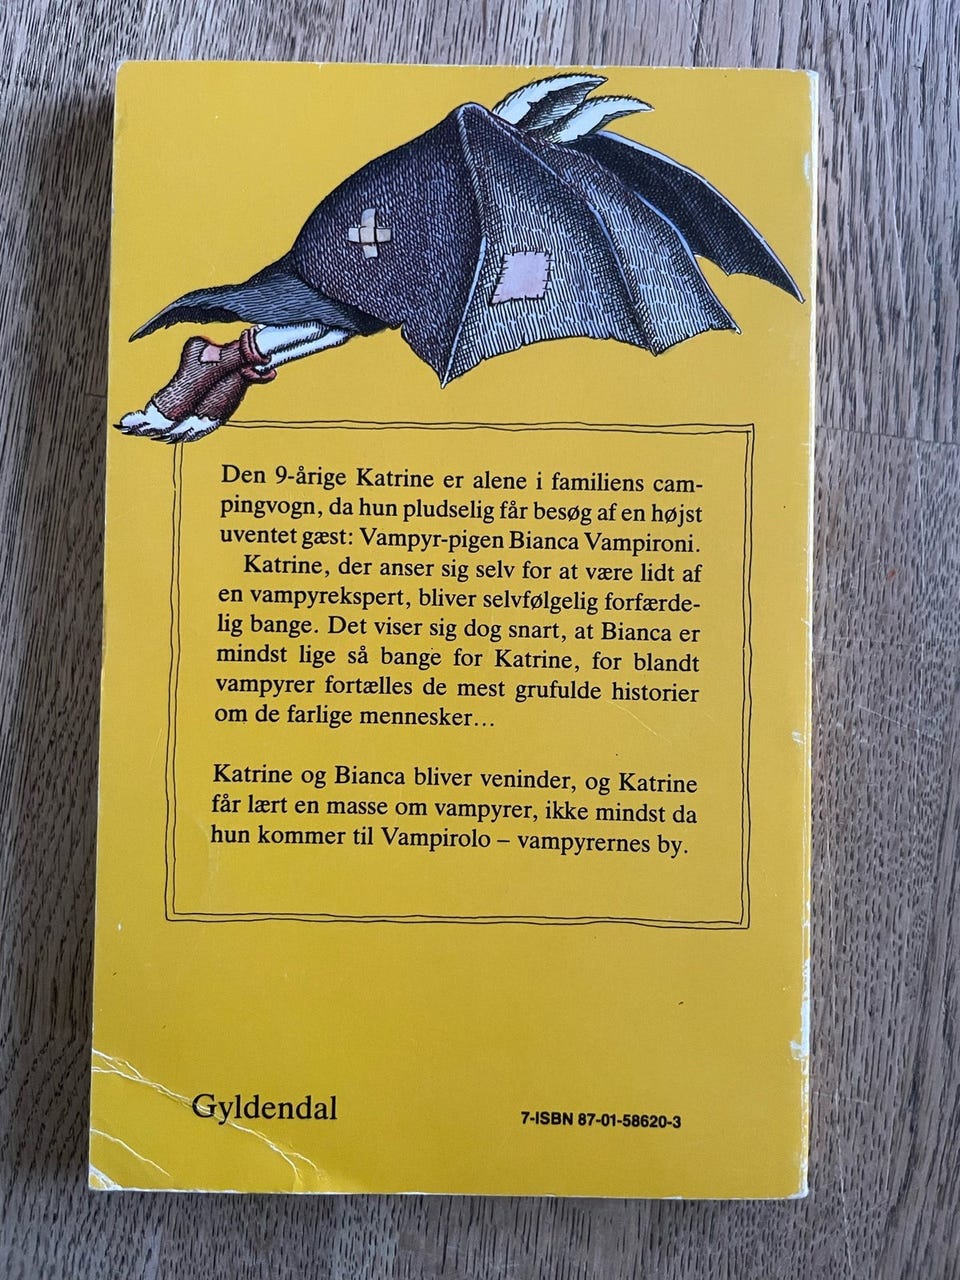 Den 9-årige Katrine er alene i familiens cam-
pingvogn, da hun pludselig får besøg af en højst
uventet gæst: Vampyr-pigen Bianca Vampironi.
Katrine, der anser sig selv for at være lidt af
en vampyrekspert, bliver selvfølgelig forfærde-
lig bange. Det viser sig dog snart, at Bianca er
mindst lige så bange for Katrine, for blandt
vampyrer fortælles de mest grufulde historier
om de farlige mennesker...
Katrine og Bianca bliver veninder, og Katrine
får lært en masse om vampyrer, ikke mindst da
hun kommer til Vampirolo – vampyrernes by.
Gyldendal
7-ISBN 87-01-58620-3